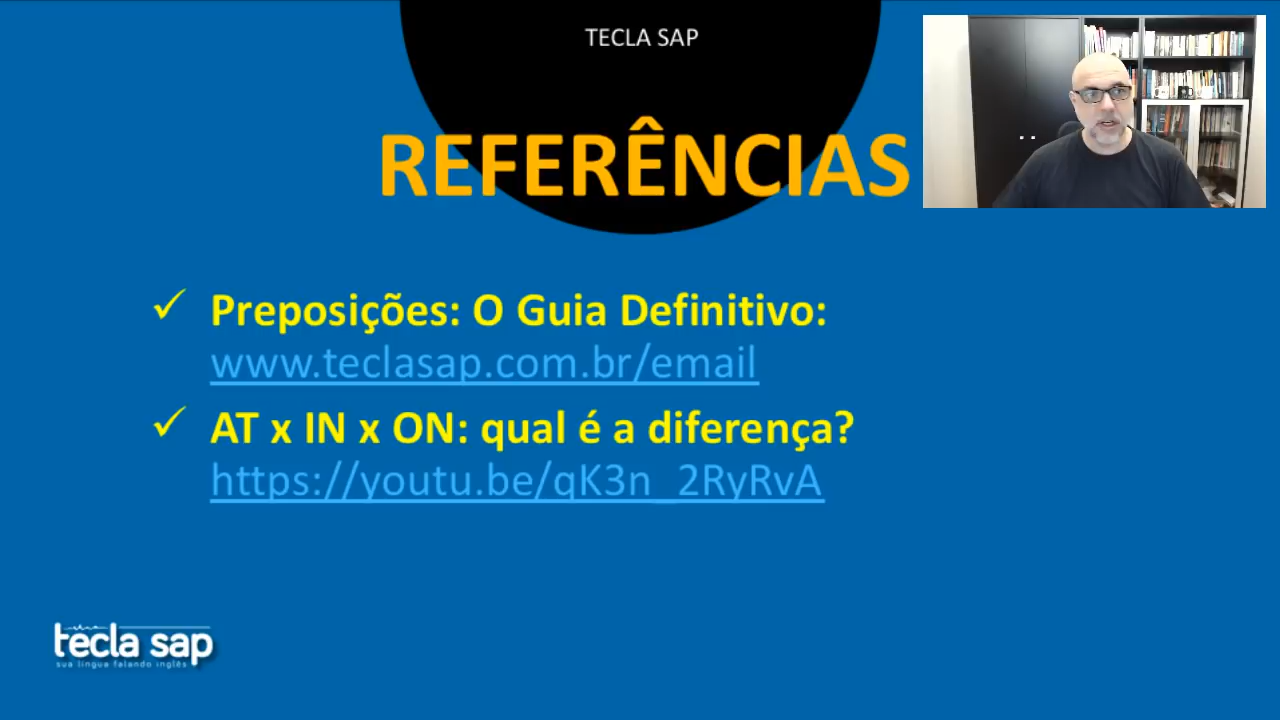 TECLA SAP
REFERÊNCIAS
✓ Preposições: O Guia Definitivo:
www.teclasap.com.br/email
✓ AT x IN x ON: qual é a diferença?
https://youtu.be/qK3n_2RyRvA
tecla sap
sua língua falando inglês